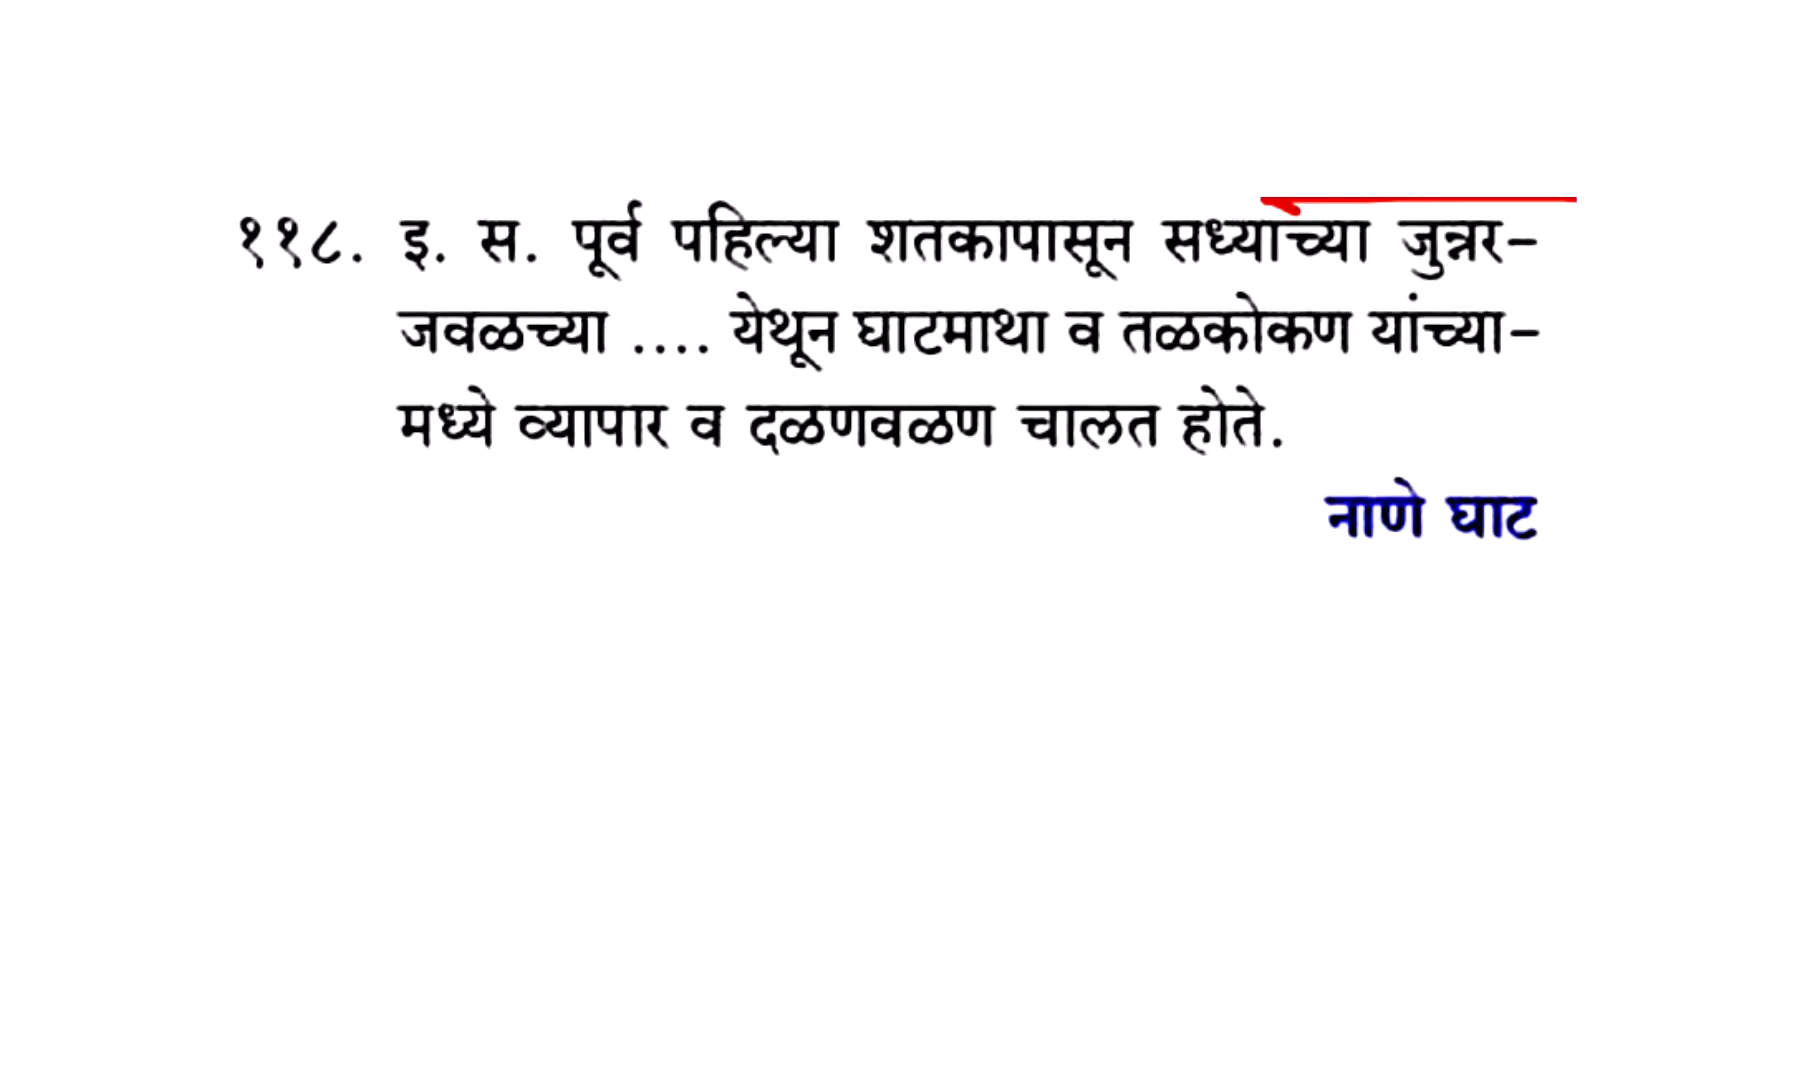 ११८. इ. स. पूर्व पहिल्या शतकापासून सध्याच्या जुन्नर-
जवळच्या .... येथून घाटमाथा व तळकोकण यांच्या-
मध्ये व्यापार व दळणवळण चालत होते.
नाणे घाट